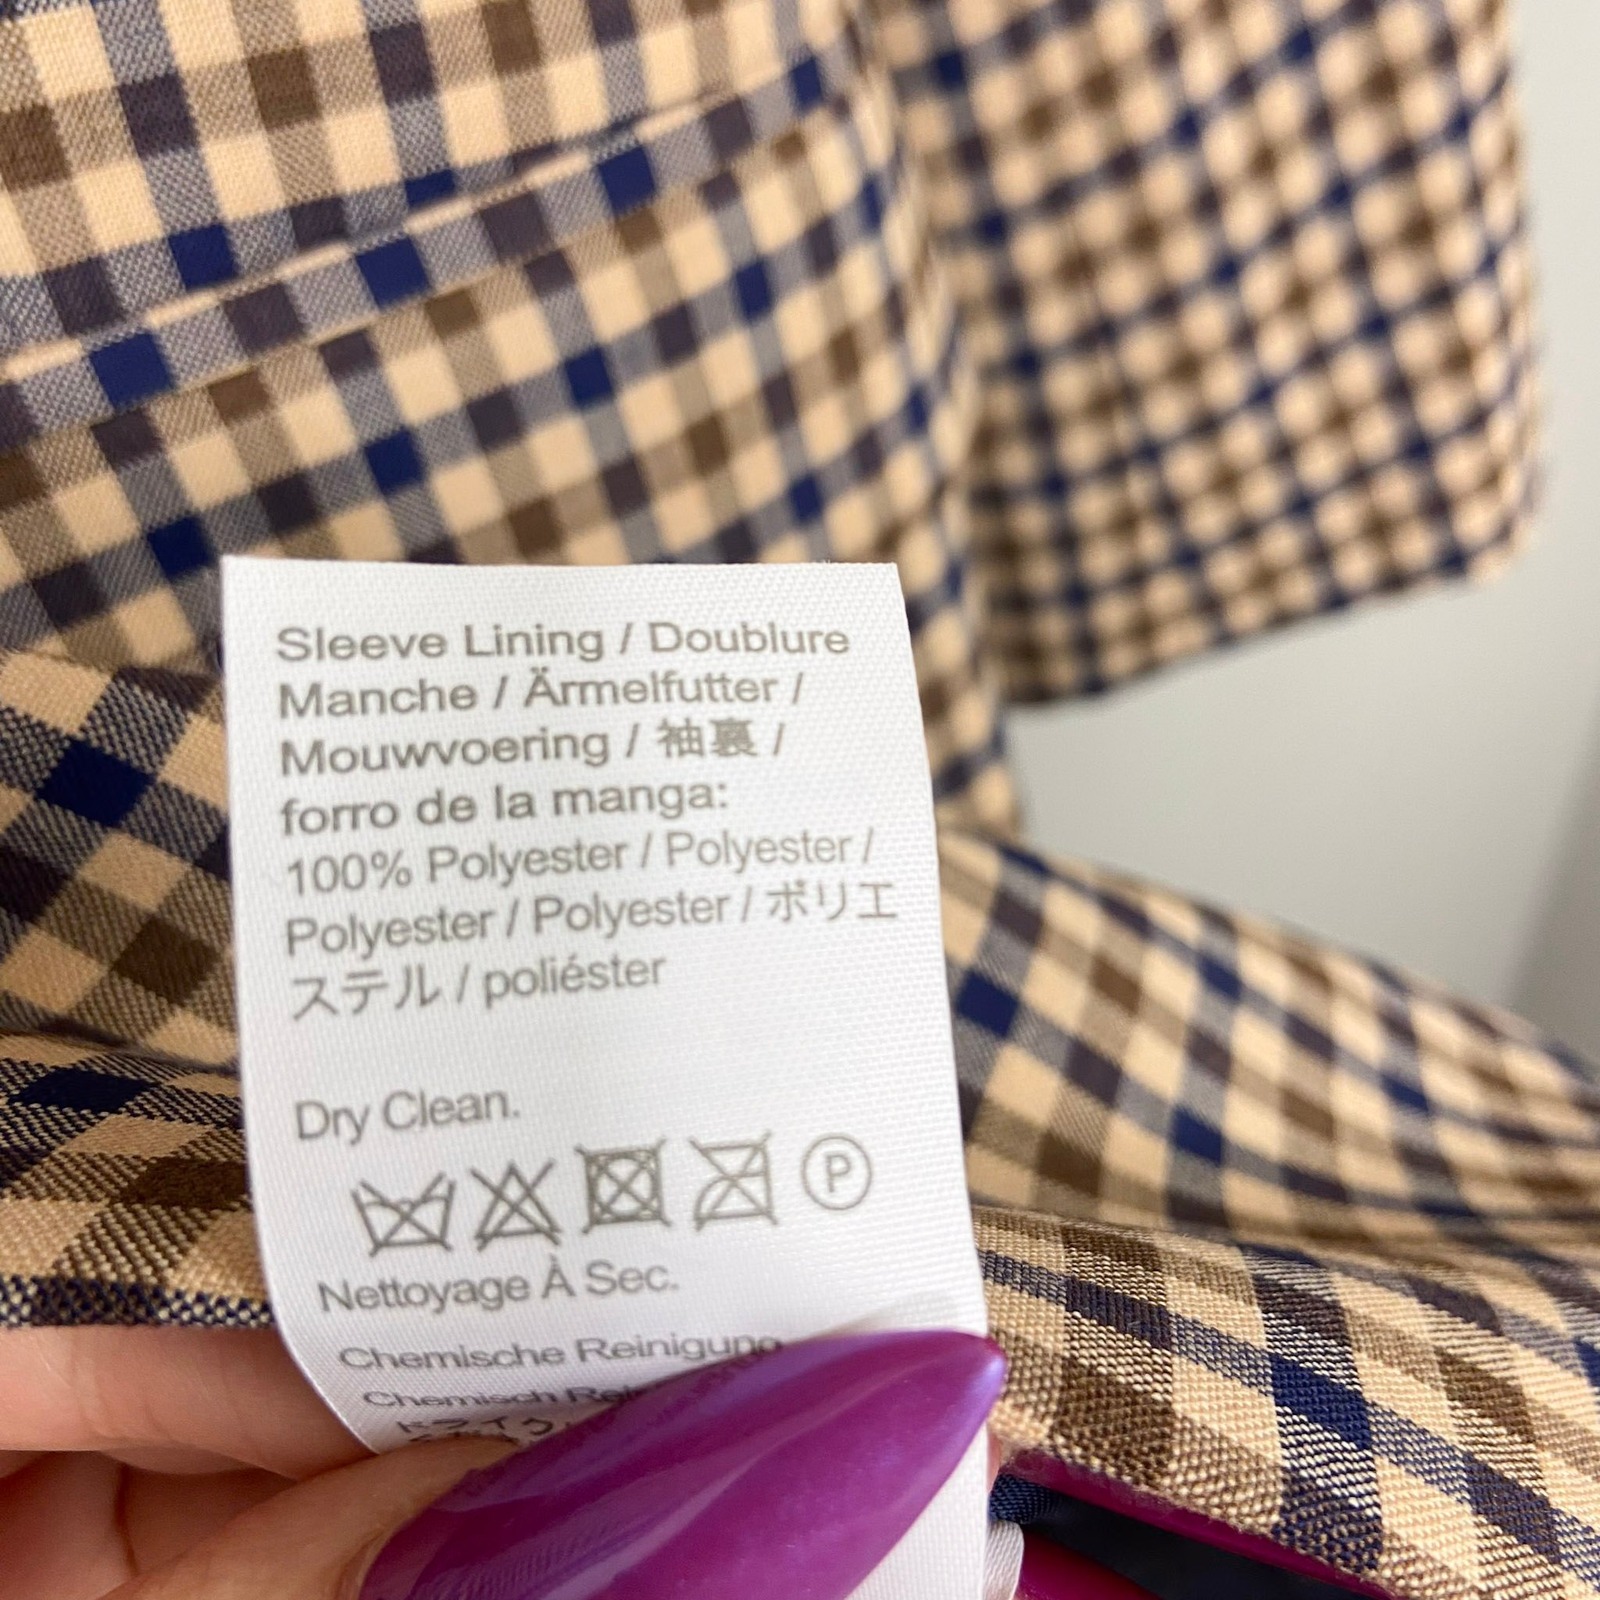 Sleeve Lining / Doublure
Manche / Ärmelfutter /
Mouwvoering / 袖裏 /
forro de la manga:
100% Polyester / Polyester /
Polyester / Polyester / ポリエ
ステル / poliéster
Dry Clean.
P
Nettoyage À Sec.
Chemische Reinigung
Chemisch